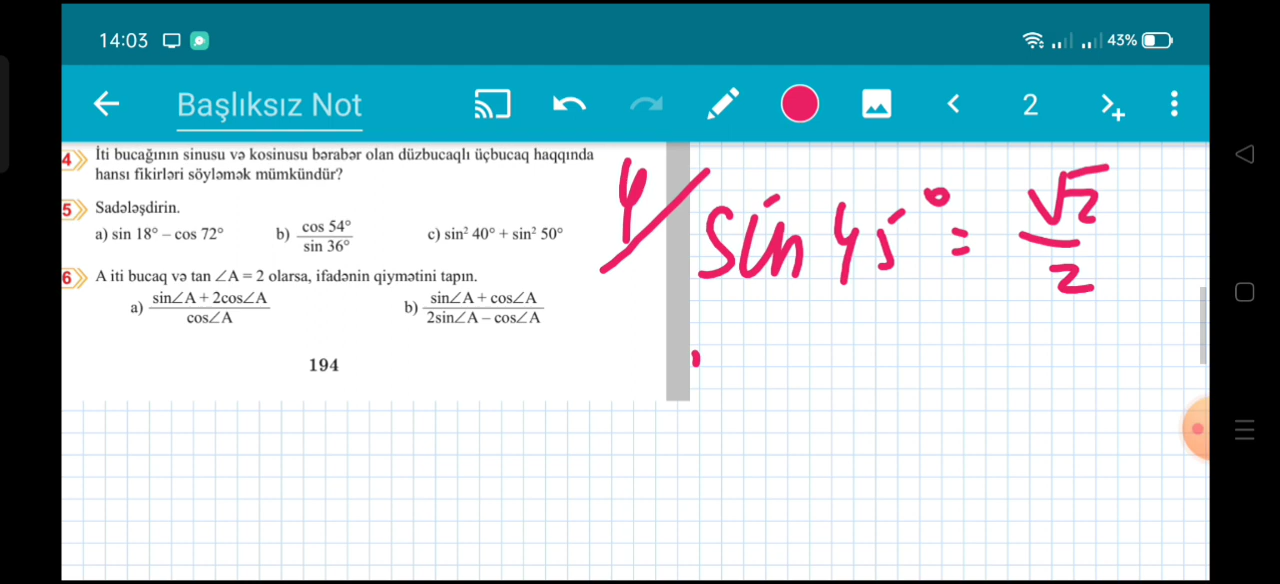 14:03 43%
Başlıksız Not 2
4 İti bucağının sinusu və kosinusu bərabər olan düzbucaqlı üçbucaq haqqında
hansı fikirləri söyləmək mümkündür?
5 Sadələşdirin.
a) sin 18° – cos 72° b) cos 54° / sin 36° c) sin² 40° + sin² 50°
6 A iti bucaq və tan ∠A = 2 olarsa, ifadənin qiymətini tapın.
a) sin∠A + 2cos∠A / cos∠A b) sin∠A + cos∠A / 2sin∠A – cos∠A
194
4/ sin 45° = √2 / 2